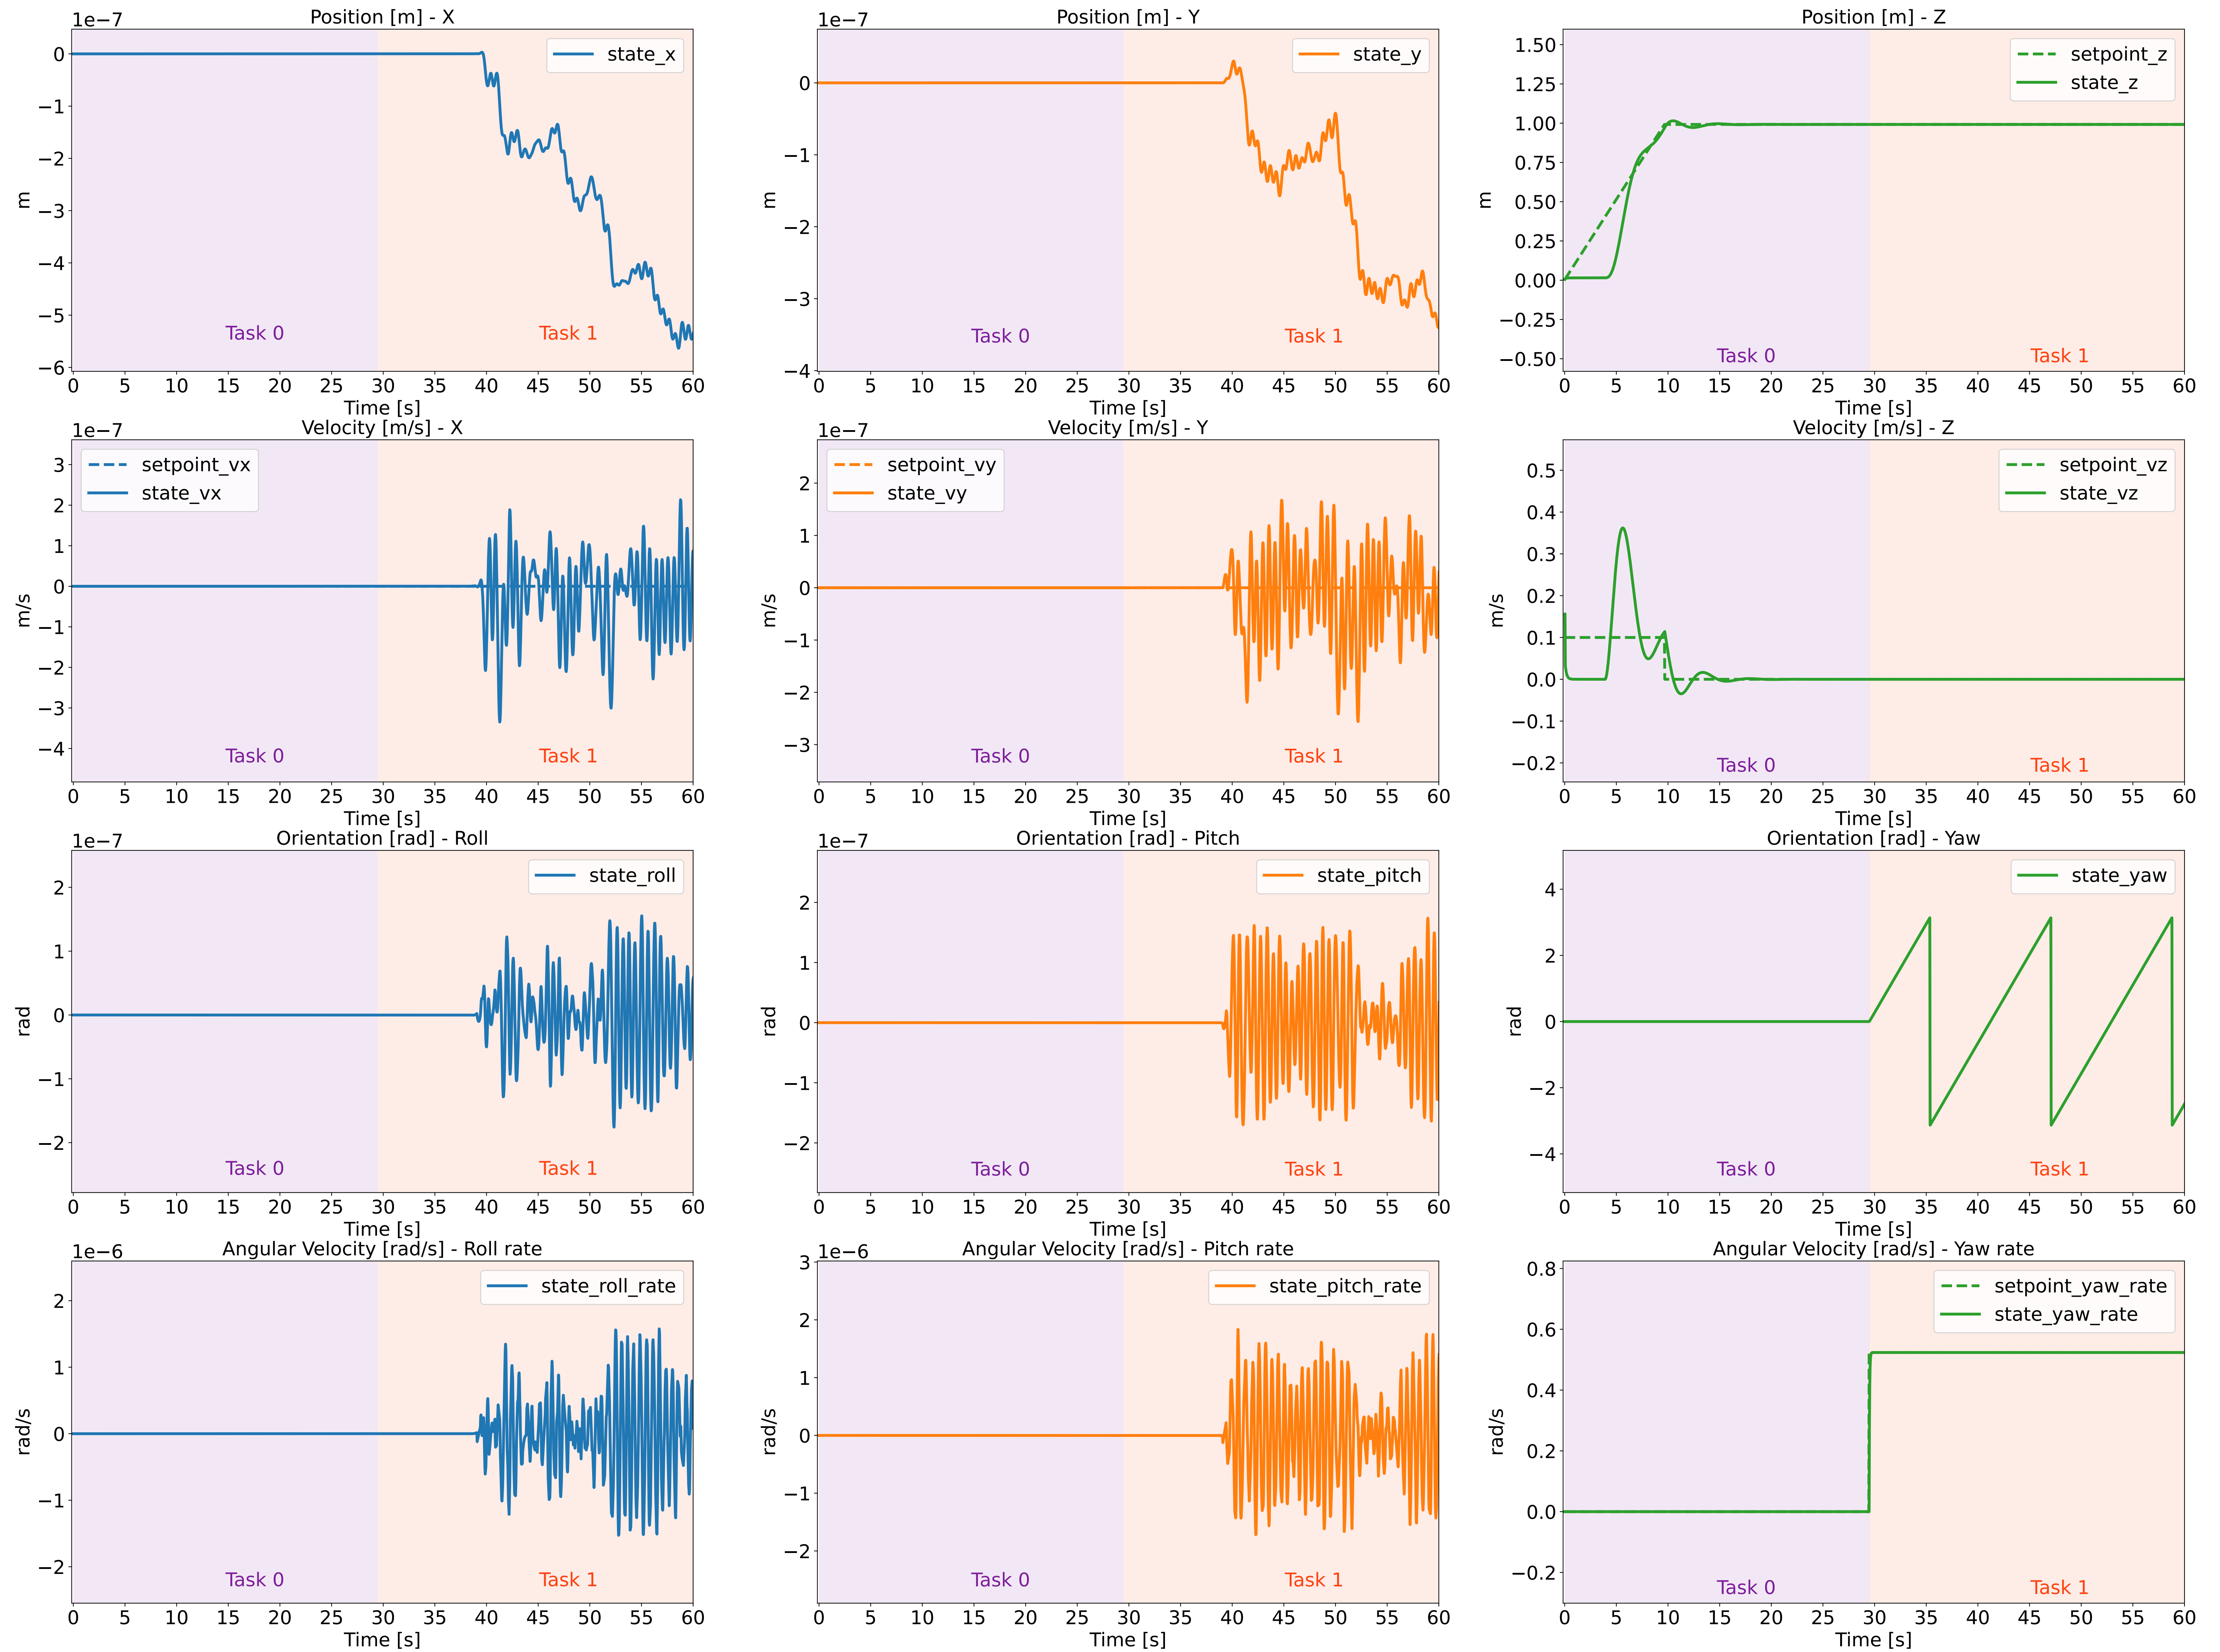 Position [m] - X
1e−7
0
−1
−2
−3
−4
−5
−6
m
state_x
Task 0
Task 1
0 5 10 15 20 25 30 35 40 45 50 55 60
Time [s]
Position [m] - Y
1e−7
0
−1
−2
−3
−4
m
state_y
Task 0
Task 1
0 5 10 15 20 25 30 35 40 45 50 55 60
Time [s]
Position [m] - Z
1.50
1.25
1.00
0.75
0.50
0.25
0.00
−0.25
−0.50
m
setpoint_z
state_z
Task 0
Task 1
0 5 10 15 20 25 30 35 40 45 50 55 60
Time [s]
Velocity [m/s] - X
1e−7
3
2
1
0
−1
−2
−3
−4
m/s
setpoint_vx
state_vx
Task 0
Task 1
0 5 10 15 20 25 30 35 40 45 50 55 60
Time [s]
Velocity [m/s] - Y
1e−7
2
1
0
−1
−2
−3
m/s
setpoint_vy
state_vy
Task 0
Task 1
0 5 10 15 20 25 30 35 40 45 50 55 60
Time [s]
Velocity [m/s] - Z
0.5
0.4
0.3
0.2
0.1
0.0
−0.1
−0.2
m/s
setpoint_vz
state_vz
Task 0
Task 1
0 5 10 15 20 25 30 35 40 45 50 55 60
Time [s]
Orientation [rad] - Roll
1e−7
2
1
0
−1
−2
rad
state_roll
Task 0
Task 1
0 5 10 15 20 25 30 35 40 45 50 55 60
Time [s]
Orientation [rad] - Pitch
1e−7
2
1
0
−1
−2
rad
state_pitch
Task 0
Task 1
0 5 10 15 20 25 30 35 40 45 50 55 60
Time [s]
Orientation [rad] - Yaw
4
2
0
−2
−4
rad
state_yaw
Task 0
Task 1
0 5 10 15 20 25 30 35 40 45 50 55 60
Time [s]
Angular Velocity [rad/s] - Roll rate
1e−6
2
1
0
−1
−2
rad/s
state_roll_rate
Task 0
Task 1
0 5 10 15 20 25 30 35 40 45 50 55 60
Time [s]
Angular Velocity [rad/s] - Pitch rate
1e−6
3
2
1
0
−1
−2
rad/s
state_pitch_rate
Task 0
Task 1
0 5 10 15 20 25 30 35 40 45 50 55 60
Time [s]
Angular Velocity [rad/s] - Yaw rate
0.8
0.6
0.4
0.2
0.0
−0.2
rad/s
setpoint_yaw_rate
state_yaw_rate
Task 0
Task 1
0 5 10 15 20 25 30 35 40 45 50 55 60
Time [s]